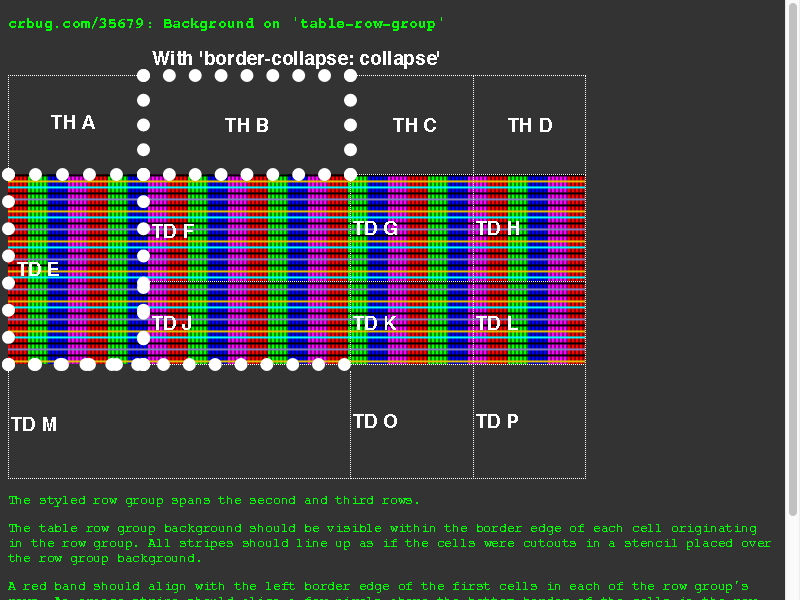 crbug.com/35679: Background on 'table-row-group'
With 'border-collapse: collapse'
TH A
TH B
TH C
TH D
TD E
TD F
TD G
TD H
TD J
TD K
TD L
TD M
TD O
TD P
The styled row group spans the second and third rows.
The table row group background should be visible within the border edge of each cell originating
in the row group. All stripes should line up as if the cells were cutouts in a stencil placed over
the row group background.
A red band should align with the left border edge of the first cells in each of the row group's